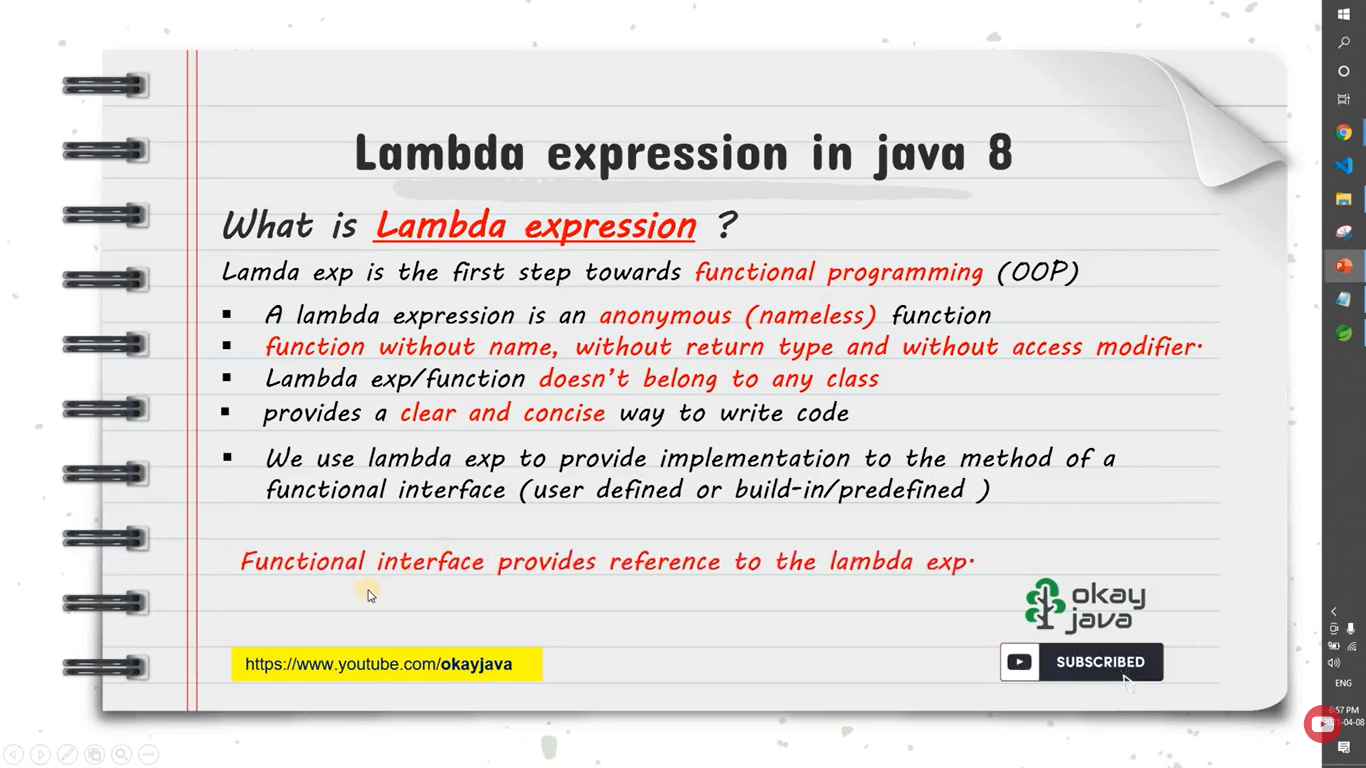 Lambda expression in java 8
What is Lambda expression ?
Lamda exp is the first step towards functional programming (OOP)
▪ A lambda expression is an anonymous (nameless) function
▪ function without name, without return type and without access modifier.
▪ Lambda exp/function doesn't belong to any class
▪ provides a clear and concise way to write code
▪ We use lambda exp to provide implementation to the method of a
functional interface (user defined or build-in/predefined )
Functional interface provides reference to the lambda exp.
okay
java
https://www.youtube.com/okayjava
SUBSCRIBED
ENG
6:57 PM
2021-04-08